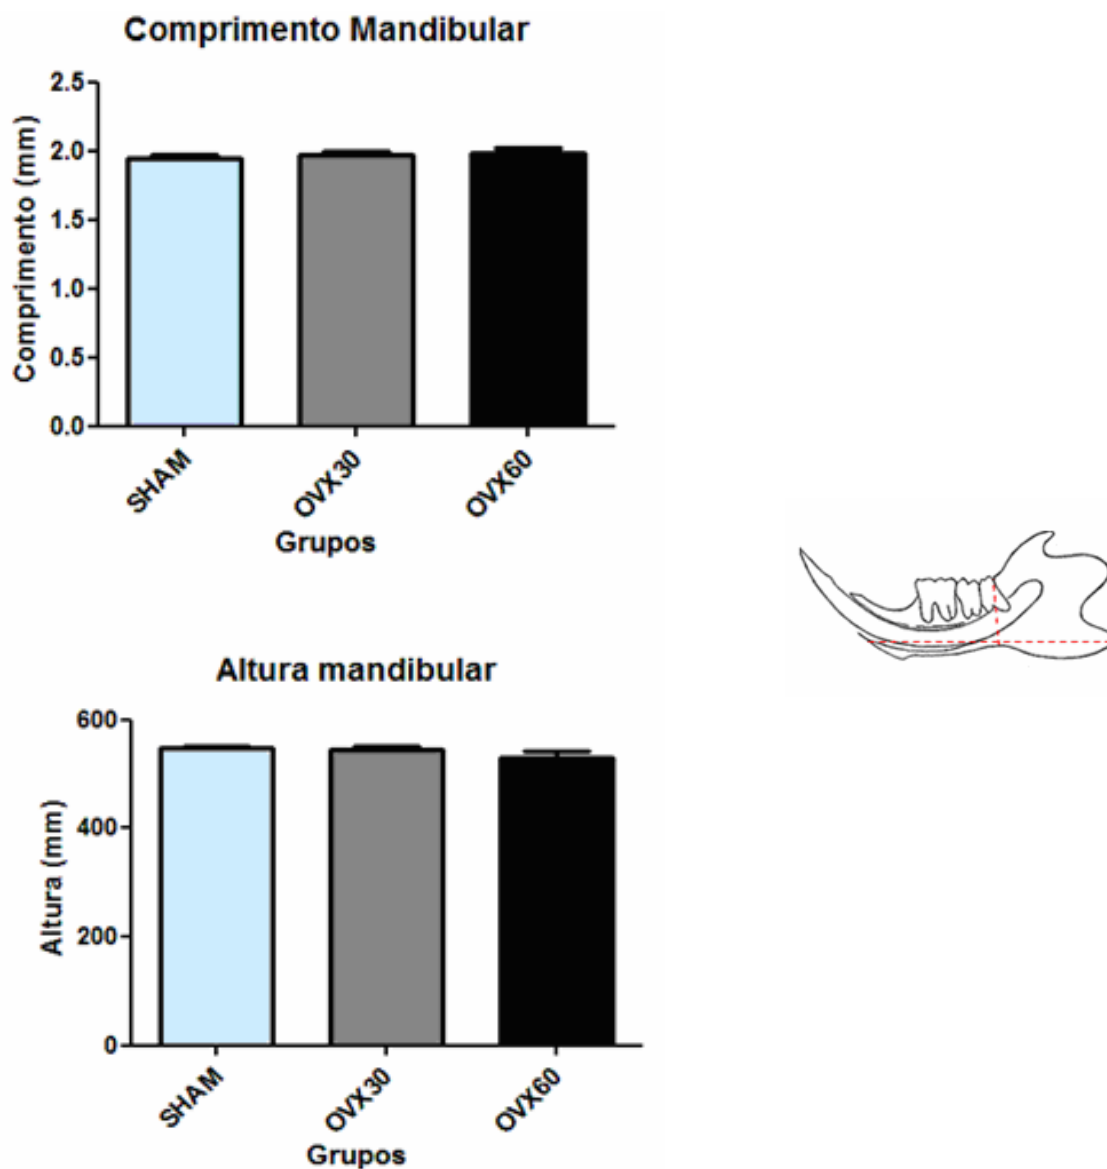 Comprimento Mandibular
Comprimento (mm)
2.5
2.0
1.5
1.0
0.5
0.0
SHAM
OVX30
OVX60
Grupos
Altura mandibular
Altura (mm)
600
400
200
0
SHAM
OVX30
OVX60
Grupos